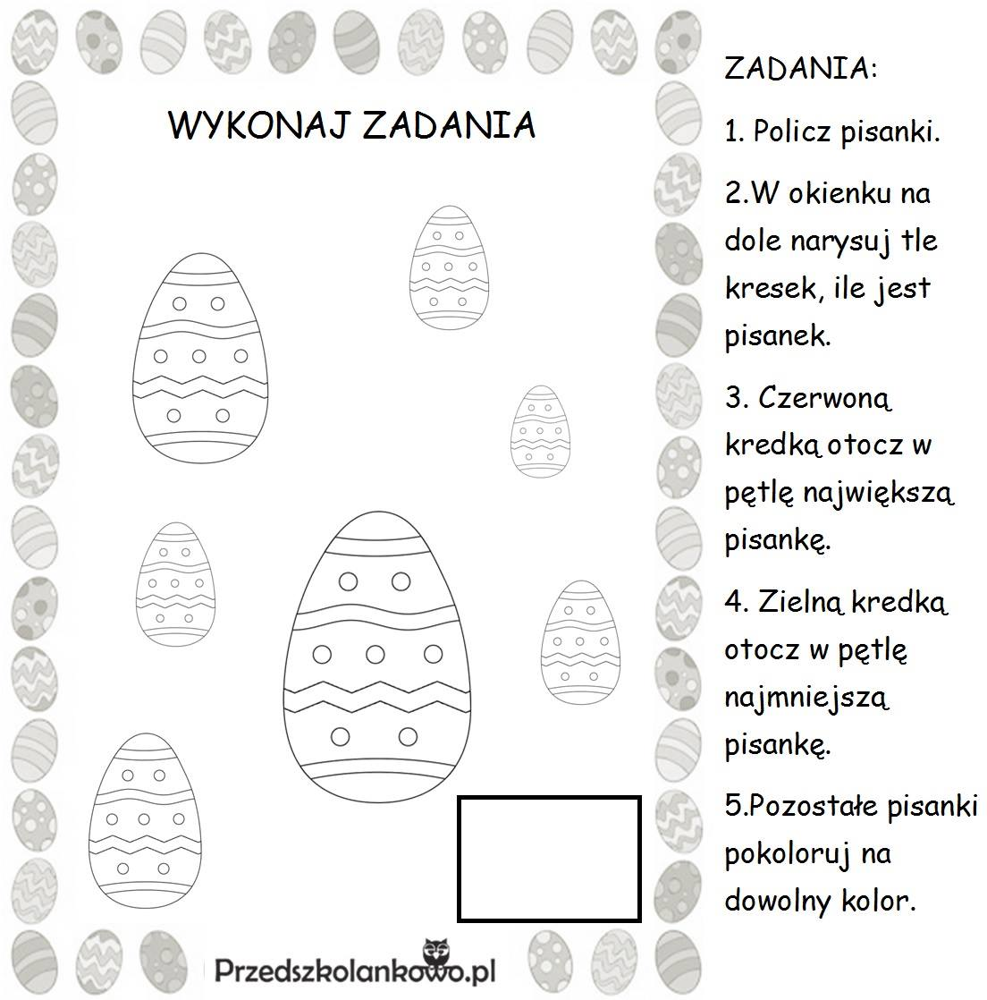 WYKONAJ ZADANIA
ZADANIA:
1. Policz pisanki.
2.W okienku na
dole narysuj tle
kresek, ile jest
pisanek.
3. Czerwoną
kredką otocz w
pętlę największą
pisankę.
4. Zielną kredką
otocz w pętlę
najmniejszą
pisankę.
5.Pozostałe pisanki
pokoloruj na
dowolny kolor.
Przedszkolankowo.pl